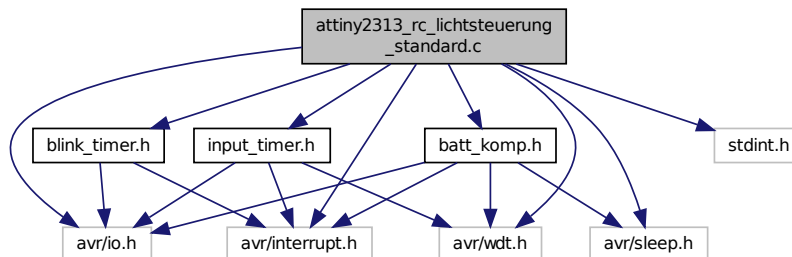 attiny2313_rc_lichtsteuerung
_standard.c
blink_timer.h
input_timer.h
batt_komp.h
stdint.h
avr/io.h
avr/interrupt.h
avr/wdt.h
avr/sleep.h